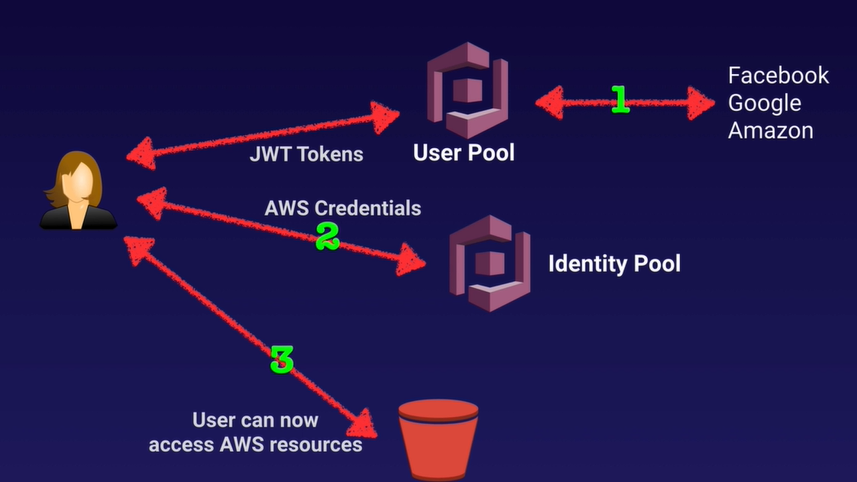 Facebook
Google
Amazon
1
JWT Tokens
User Pool
AWS Credentials
2
Identity Pool
3
User can now
access AWS resources